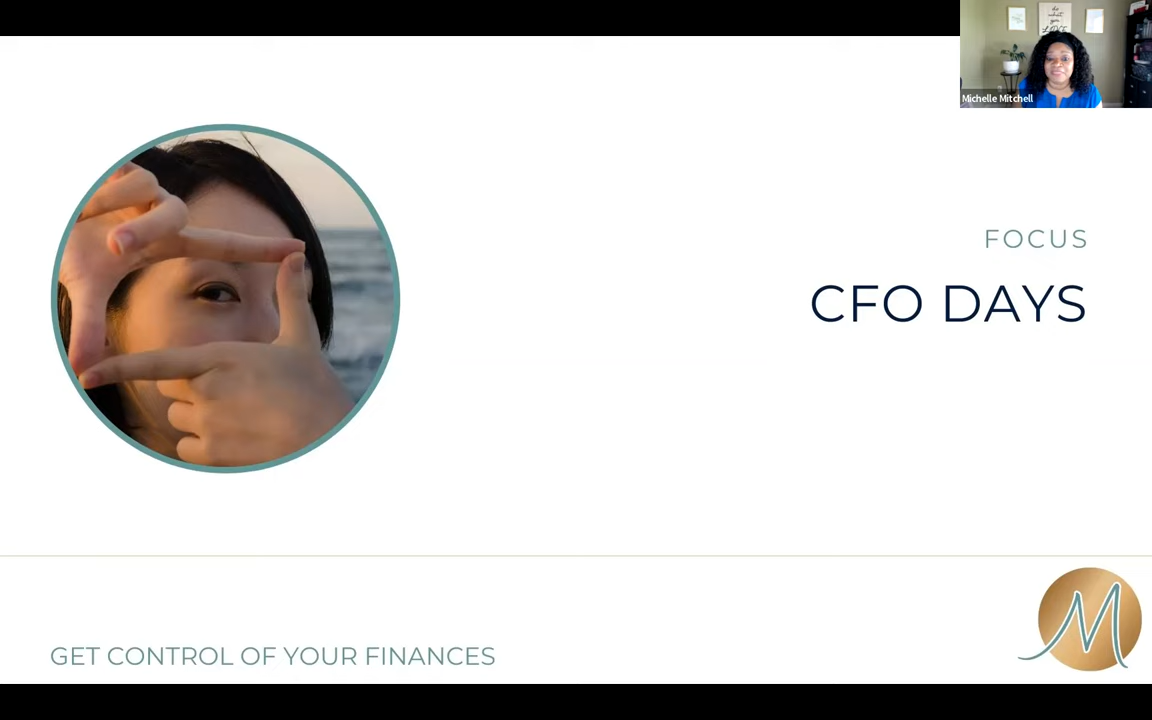 Michelle Mitchell
FOCUS
CFO DAYS
GET CONTROL OF YOUR FINANCES
M